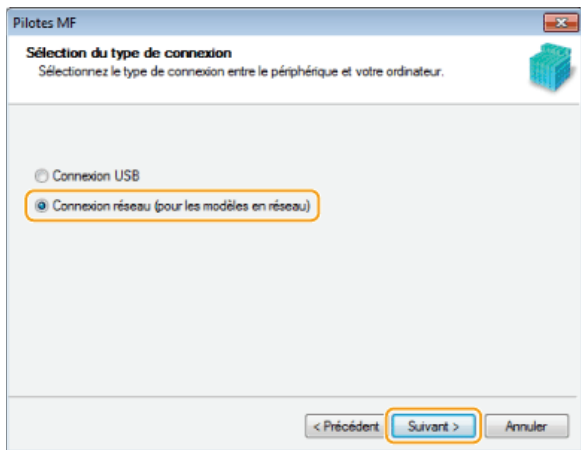 Pilotes MF
Sélection du type de connexion
Sélectionnez le type de connexion entre le périphérique et votre ordinateur.
Connexion USB
Connexion réseau (pour les modèles en réseau)
< Précédent Suivant > Annuler